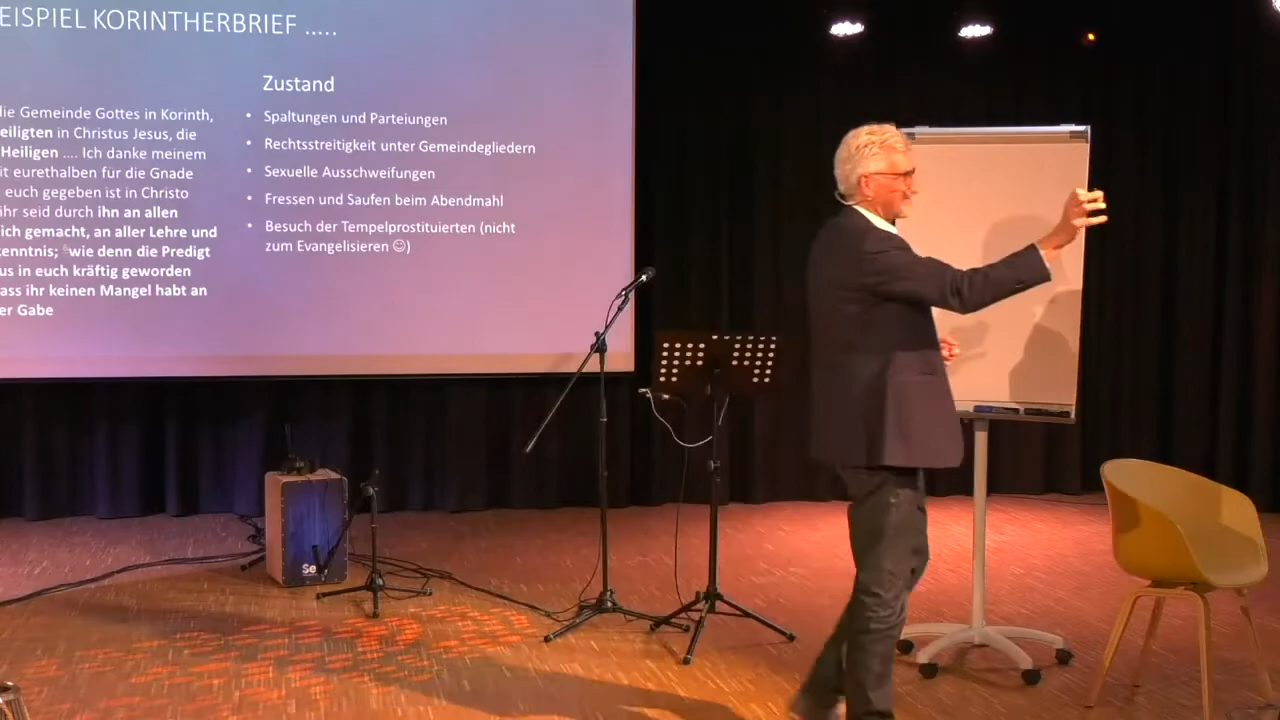 EISPIEL KORINTHERBRIEF .....
die Gemeinde Gottes in Korinth,
eiligten in Christus Jesus, die
Heiligen .... Ich danke meinem
it eurethalben für die Gnade
euch gegeben ist in Christo
ihr seid durch ihn an allen
ich gemacht, an aller Lehre und
kenntnis; ⁶wie denn die Predigt
us in euch kräftig geworden
ass ihr keinen Mangel habt an
er Gabe
Zustand
• Spaltungen und Parteiungen
• Rechtsstreitigkeit unter Gemeindegliedern
• Sexuelle Ausschweifungen
• Fressen und Saufen beim Abendmahl
• Besuch der Tempelprostituierten (nicht
zum Evangelisieren ☺)
Se